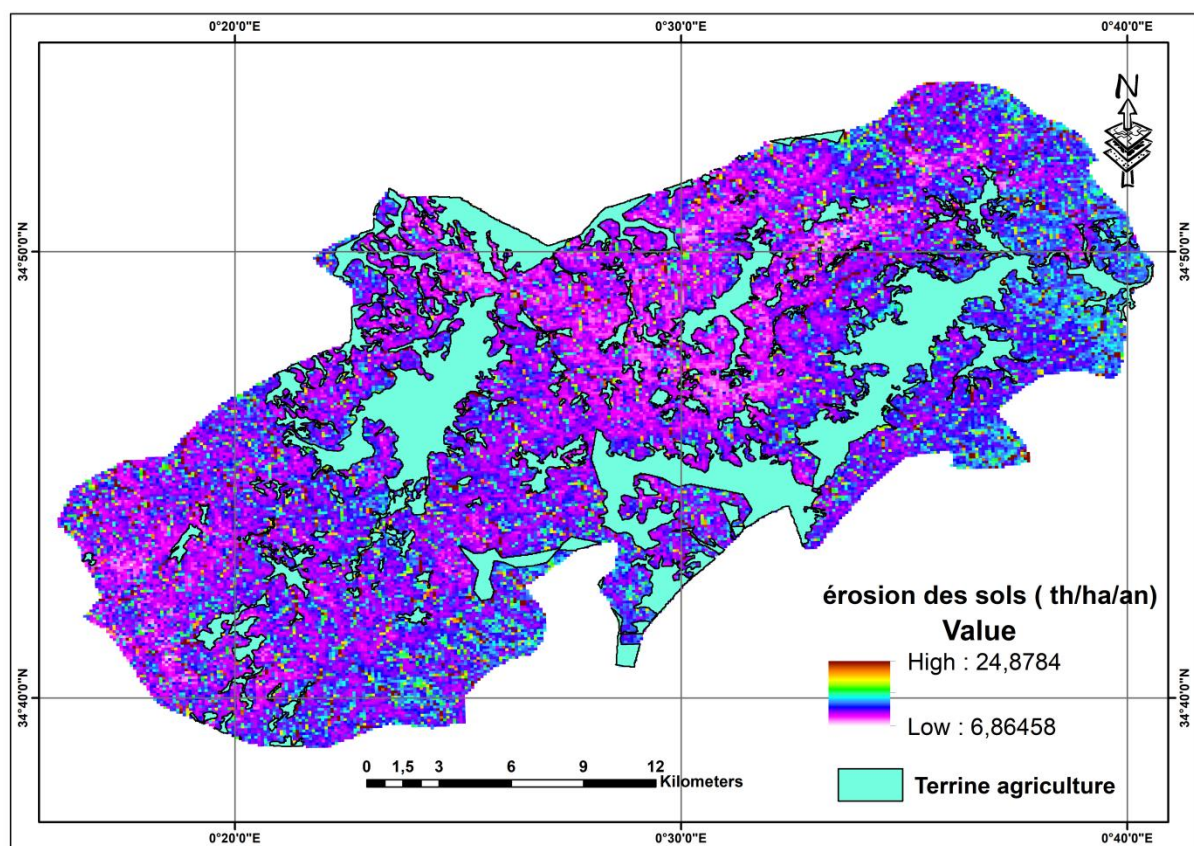 0°20'0"E 0°30'0"E 0°40'0"E
N
34°50'0"N 34°50'0"N
érosion des sols ( th/ha/an)
Value
High : 24,8784
Low : 6,86458
34°40'0"N 34°40'0"N
0 1,5 3 6 9 12
Kilometers
Terrine agriculture
0°20'0"E 0°30'0"E 0°40'0"E